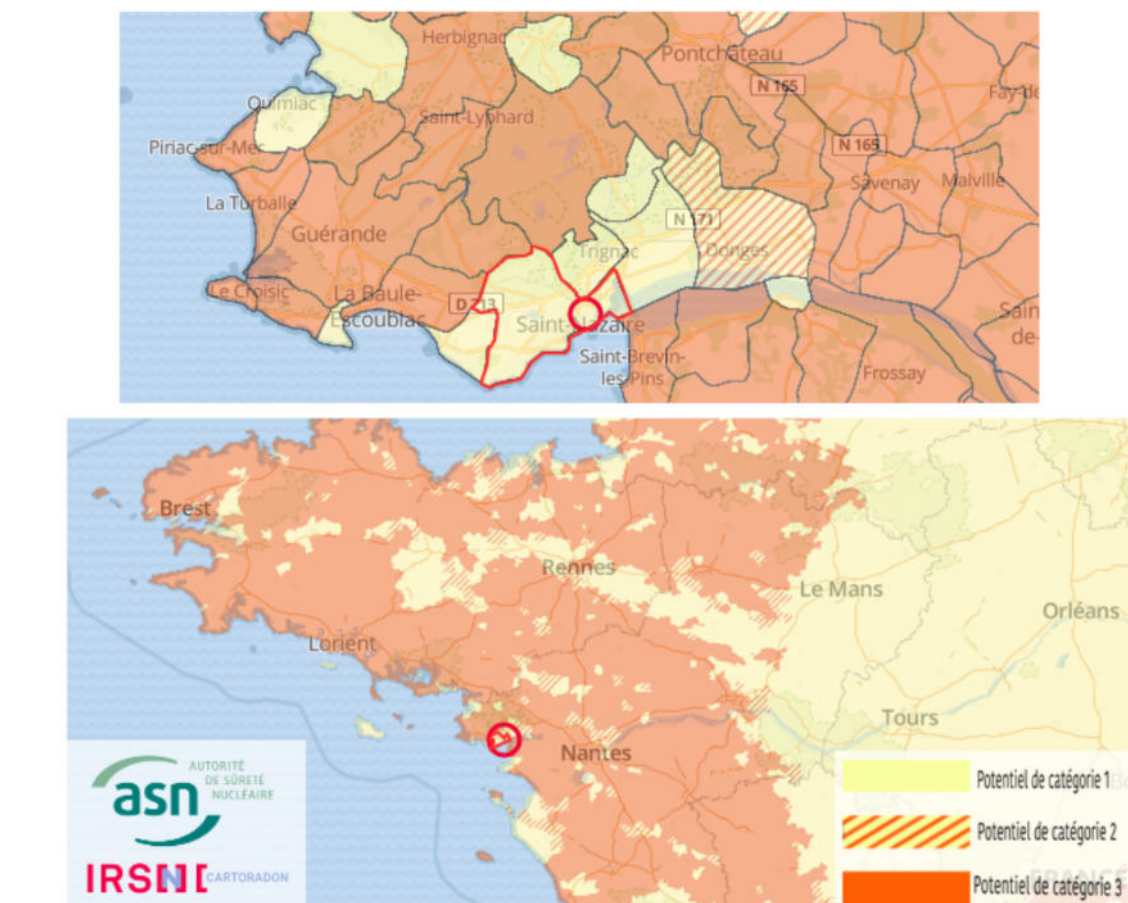 Herbignac
Pontchâteau
N 165
Fay-de
Quimiac
Saint-Lyphard
Piriac-sur-Mer
N 165
Savenay
Malville
La Turballe
N 171
Guérande
Trignac
Donges
Le Croisic
La Baule-
Escoublac
D 213
Saint-Nazaire
Sain
de-
Saint-Brevin-
les-Pins
Frossay
Brest
Rennes
Le Mans
Orléans
Lorient
Tours
Nantes
asn
AUTORITÉ
DE SÛRETÉ
NUCLÉAIRE
IRSN
CARTORADON
Potentiel de catégorie 1
Potentiel de catégorie 2
Potentiel de catégorie 3
FRANCE